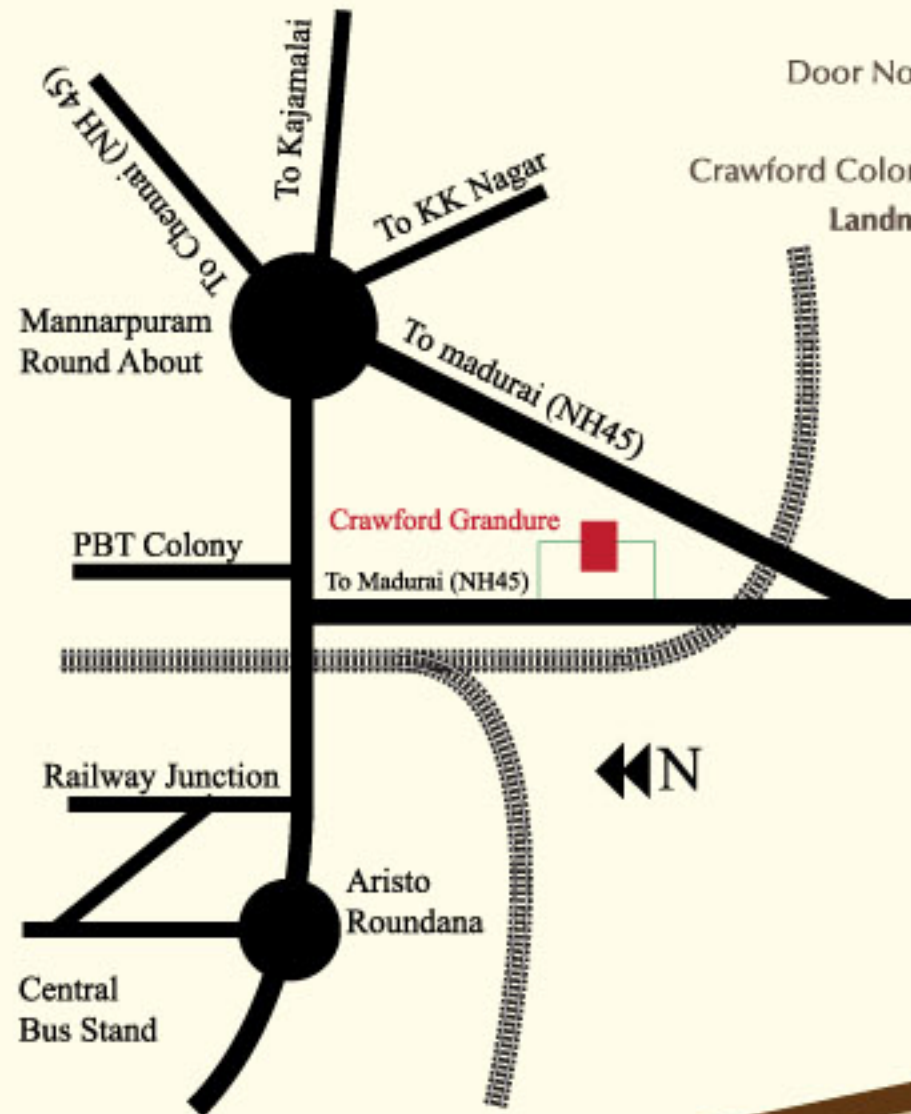 Door No
Crawford Colon
Landm
To Chennai (NH 45)
To Kajamalai
To KK Nagar
Mannarpuram
Round About
To madurai (NH45)
Crawford Grandure
PBT Colony
To Madurai (NH45)
Railway Junction
N
Aristo
Roundana
Central
Bus Stand